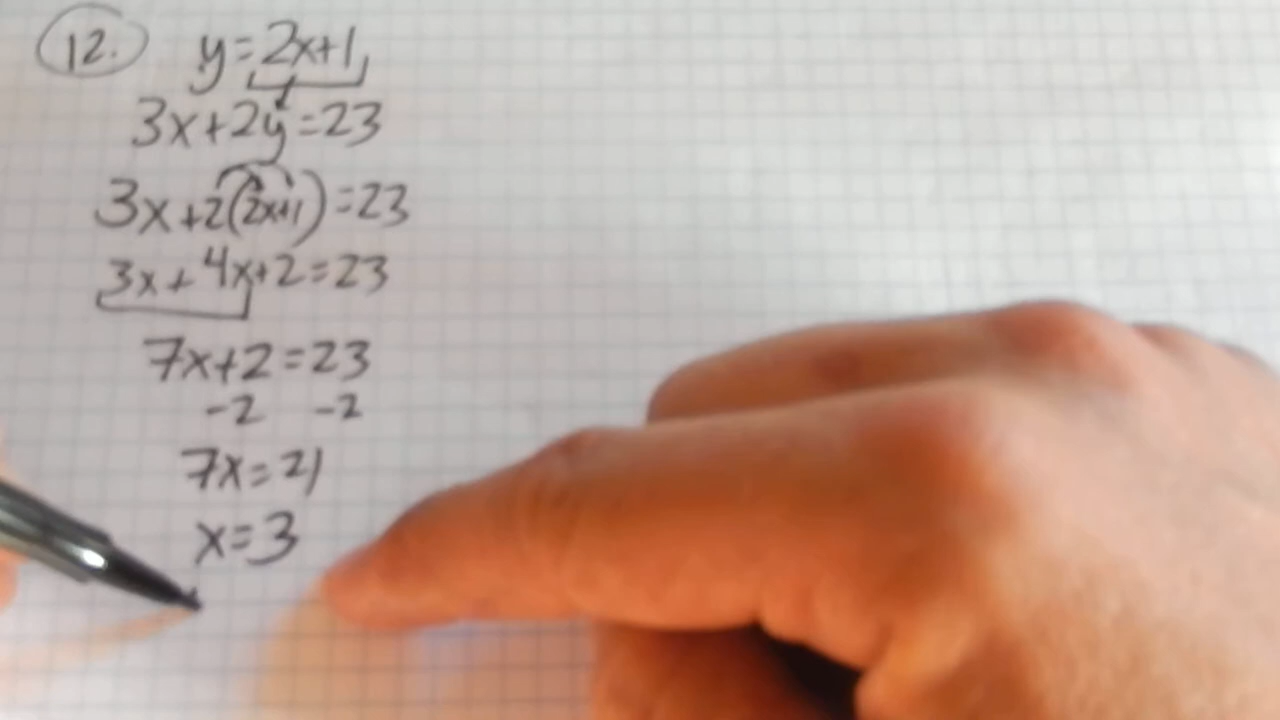 12. y=2x+1
3x+2y=23
3x+2(2x+1)=23
3x+4x+2=23
7x+2=23
-2 -2
7x=21
x=3